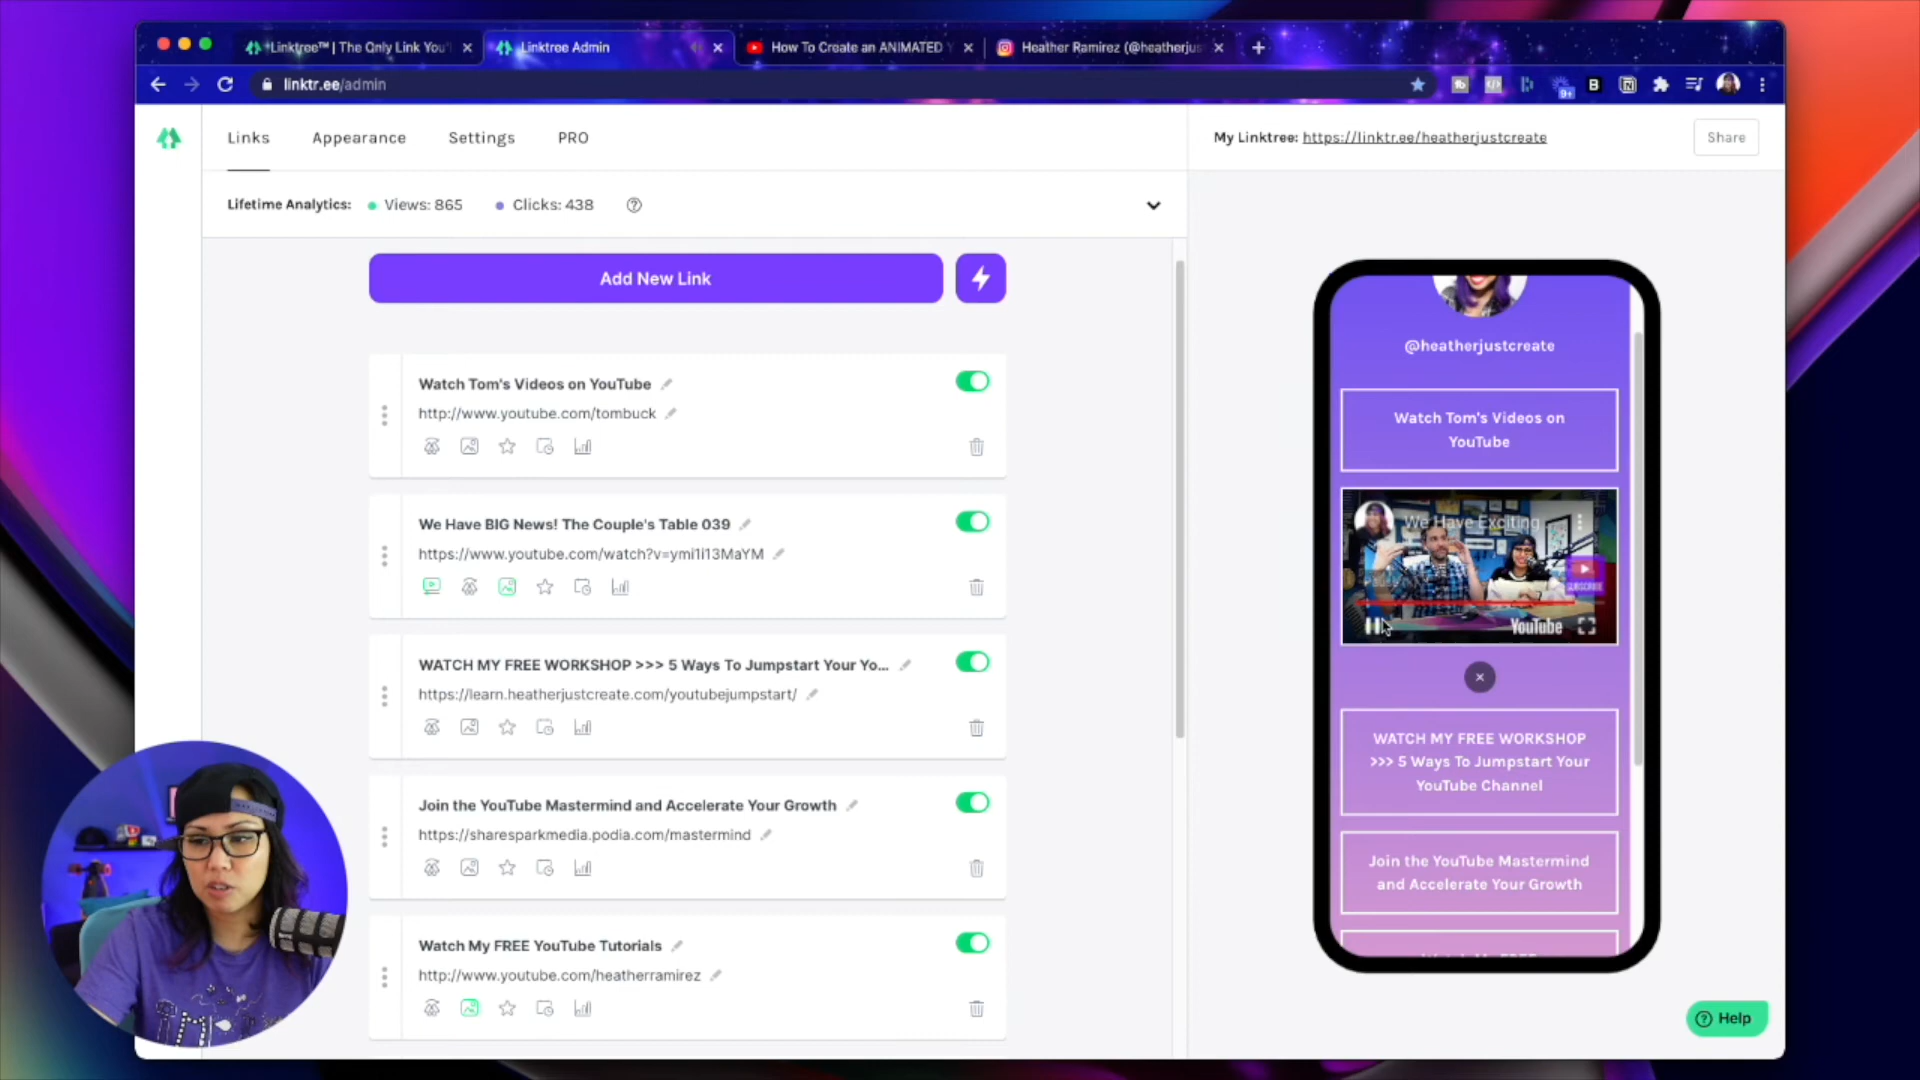 Linktree™ | The Only Link You'
Linktree Admin
How To Create an ANIMATED Y
Heather Ramirez (@heatherjus
linktr.ee/admin
9+
B
Links
Appearance
Settings
PRO
My Linktree: https://linktr.ee/heatherjustcreate
Share
Lifetime Analytics:
Views: 865
Clicks: 438
Add New Link
Watch Tom's Videos on YouTube
http://www.youtube.com/tombuck
We Have BIG News! The Couple's Table 039
https://www.youtube.com/watch?v=ymi1i13MaYM
WATCH MY FREE WORKSHOP >>> 5 Ways To Jumpstart Your Yo...
https://learn.heatherjustcreate.com/youtubejumpstart/
Join the YouTube Mastermind and Accelerate Your Growth
https://sharesparkmedia.podia.com/mastermind
Watch My FREE YouTube Tutorials
http://www.youtube.com/heatherramirez
@heatherjustcreate
Watch Tom's Videos on
YouTube
We Have Exciting
SUBSCRIBE
YouTube
WATCH MY FREE WORKSHOP
>>> 5 Ways To Jumpstart Your
YouTube Channel
Join the YouTube Mastermind
and Accelerate Your Growth
Help